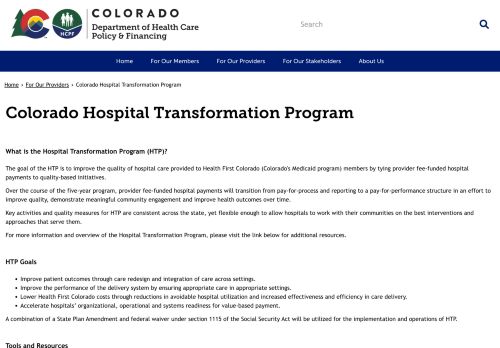 COLORADO
Department of Health Care
Policy & Financing
HCPF
Search
Home
For Our Members
For Our Providers
For Our Stakeholders
About Us
Home › For Our Providers › Colorado Hospital Transformation Program
Colorado Hospital Transformation Program
What is the Hospital Transformation Program (HTP)?
The goal of the HTP is to improve the quality of hospital care provided to Health First Colorado (Colorado's Medicaid program) members by tying provider fee-funded hospital
payments to quality-based initiatives.
Over the course of the five-year program, provider fee-funded hospital payments will transition from pay-for-process and reporting to a pay-for-performance structure in an effort to
improve quality, demonstrate meaningful community engagement and improve health outcomes over time.
Key activities and quality measures for HTP are consistent across the state, yet flexible enough to allow hospitals to work with their communities on the best interventions and
approaches that serve them.
For more information and overview of the Hospital Transformation Program, please visit the link below for additional resources.
HTP Goals
• Improve patient outcomes through care redesign and integration of care across settings.
• Improve the performance of the delivery system by ensuring appropriate care in appropriate settings.
• Lower Health First Colorado costs through reductions in avoidable hospital utilization and increased effectiveness and efficiency in care delivery.
• Accelerate hospitals' organizational, operational and systems readiness for value-based payment.
A combination of a State Plan Amendment and federal waiver under section 1115 of the Social Security Act will be utilized for the implementation and operations of HTP.
Tools and Resources